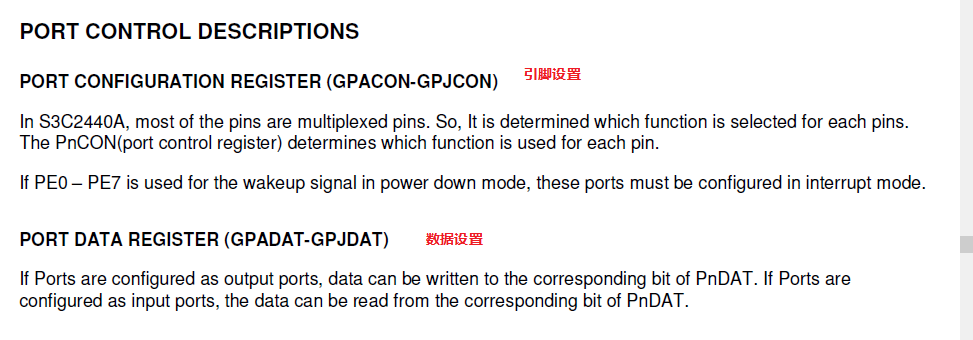 PORT CONTROL DESCRIPTIONS
PORT CONFIGURATION REGISTER (GPACON-GPJCON) 引脚设置
In S3C2440A, most of the pins are multiplexed pins. So, It is determined which function is selected for each pins.
The PnCON(port control register) determines which function is used for each pin.
If PE0 – PE7 is used for the wakeup signal in power down mode, these ports must be configured in interrupt mode.
PORT DATA REGISTER (GPADAT-GPJDAT) 数据设置
If Ports are configured as output ports, data can be written to the corresponding bit of PnDAT. If Ports are
configured as input ports, the data can be read from the corresponding bit of PnDAT.